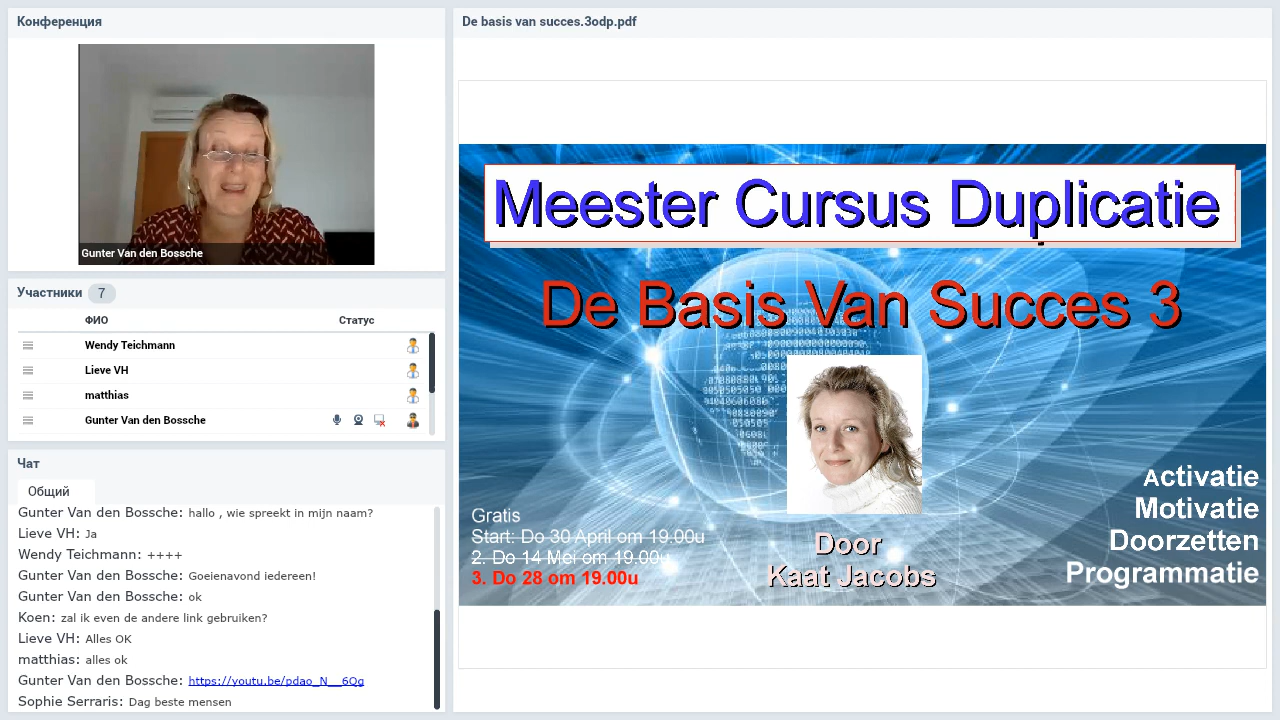 Конференция
Gunter Van den Bossche
Участники 7
ФИО Статус
Wendy Teichmann
Lieve VH
matthias
Gunter Van den Bossche
Чат
Общий
Gunter Van den Bossche: hallo , wie spreekt in mijn naam?
Lieve VH: Ja
Wendy Teichmann: ++++
Gunter Van den Bossche: Goeienavond iedereen!
Gunter Van den Bossche: ok
Koen: zal ik even de andere link gebruiken?
Lieve VH: Alles OK
matthias: alles ok
Gunter Van den Bossche: https://youtu.be/pdao_N__6Qg
Sophie Serraris: Dag beste mensen
De basis van succes.3odp.pdf
Meester Cursus Duplicatie
De Basis Van Succes 3
Gratis
Start: Do 30 April om 19.00u
2. Do 14 Mei om 19.00u
3. Do 28 om 19.00u
Door
Kaat Jacobs
Activatie
Motivatie
Doorzetten
Programmatie